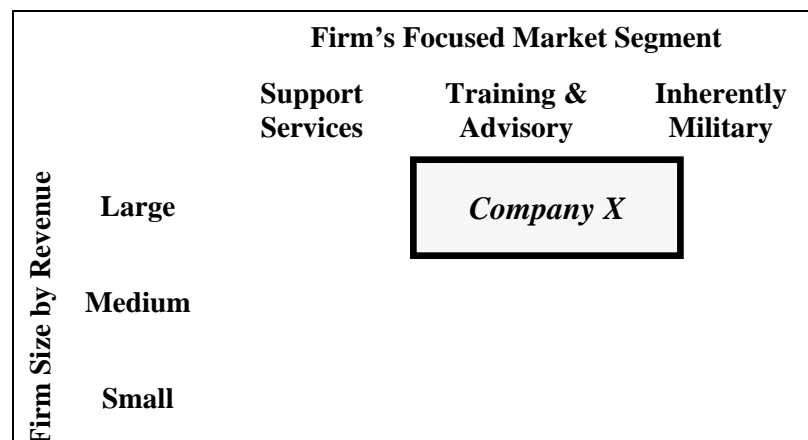 Firm’s Focused Market Segment
Support Training & Inherently
Services Advisory Military
Firm Size by Revenue
Large Company X
Medium
Small